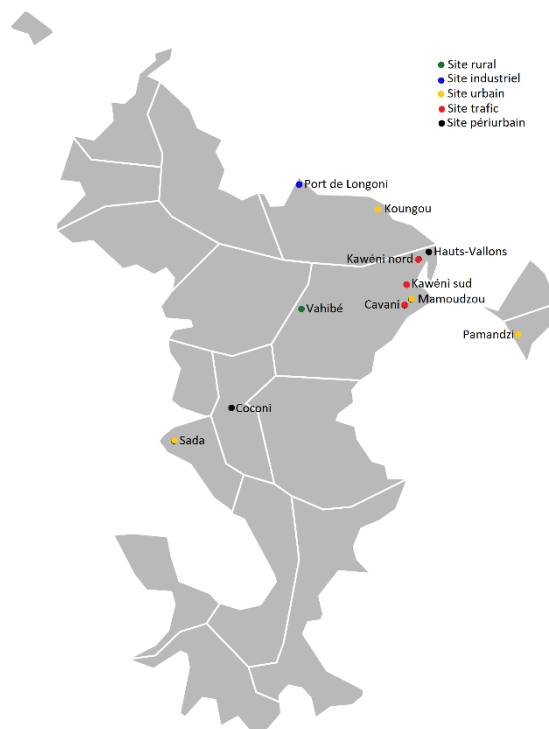 Site rural
Site industriel
Site urbain
Site trafic
Site périurbain
Port de Longoni
Koungou
Hauts-Vallons
Kawéni nord
Kawéni sud
Mamoudzou
Cavani
Vahibé
Pamandzi
Coconi
Sada